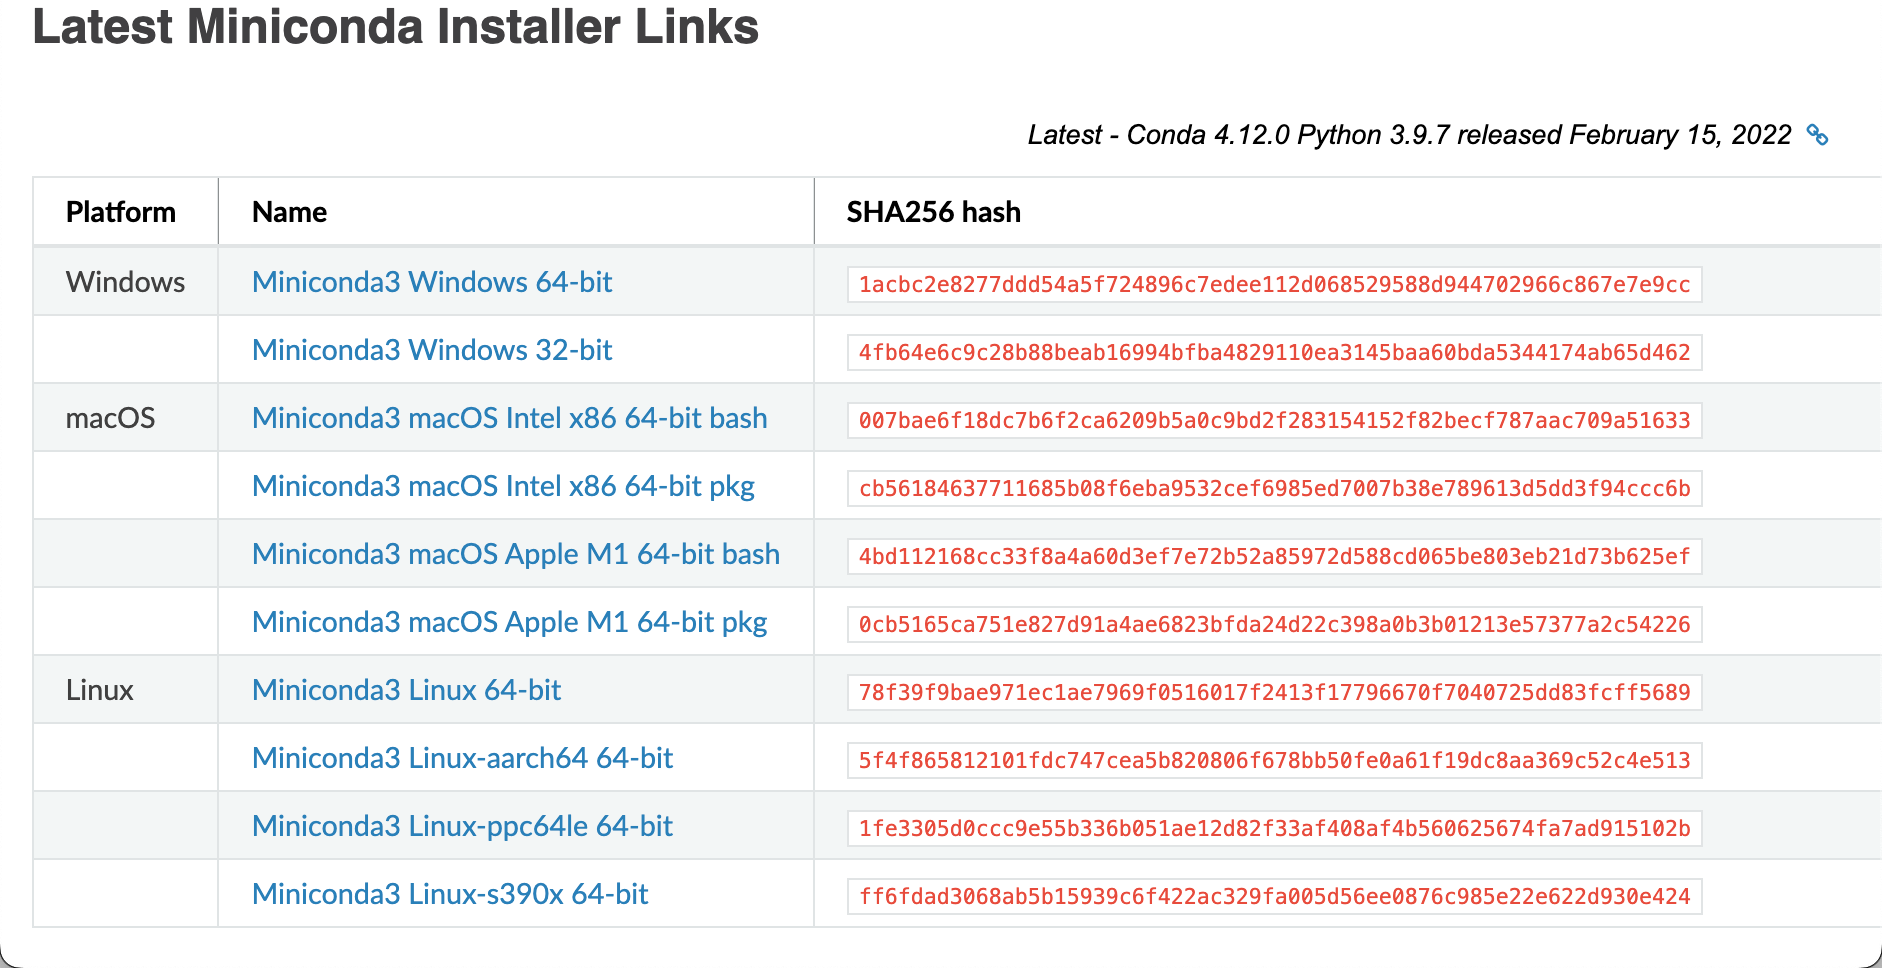 Latest Miniconda Installer Links
Latest - Conda 4.12.0 Python 3.9.7 released February 15, 2022
Platform Name SHA256 hash
Windows Miniconda3 Windows 64-bit 1acbc2e8277ddd54a5f724896c7edee112d068529588d944702966c867e7e9cc
Miniconda3 Windows 32-bit 4fb64e6c9c28b88beab16994bfba4829110ea3145baa60bda5344174ab65d462
macOS Miniconda3 macOS Intel x86 64-bit bash 007bae6f18dc7b6f2ca6209b5a0c9bd2f283154152f82becf787aac709a51633
Miniconda3 macOS Intel x86 64-bit pkg cb56184637711685b08f6eba9532cef6985ed7007b38e789613d5dd3f94ccc6b
Miniconda3 macOS Apple M1 64-bit bash 4bd112168cc33f8a4a60d3ef7e72b52a85972d588cd065be803eb21d73b625ef
Miniconda3 macOS Apple M1 64-bit pkg 0cb5165ca751e827d91a4ae6823bfda24d22c398a0b3b01213e57377a2c54226
Linux Miniconda3 Linux 64-bit 78f39f9bae971ec1ae7969f0516017f2413f17796670f7040725dd83fcff5689
Miniconda3 Linux-aarch64 64-bit 5f4f865812101fdc747cea5b820806f678bb50fe0a61f19dc8aa369c52c4e513
Miniconda3 Linux-ppc64le 64-bit 1fe3305d0ccc9e55b336b051ae12d82f33af408af4b560625674fa7ad915102b
Miniconda3 Linux-s390x 64-bit ff6fdad3068ab5b15939c6f422ac329fa005d56ee0876c985e22e622d930e424